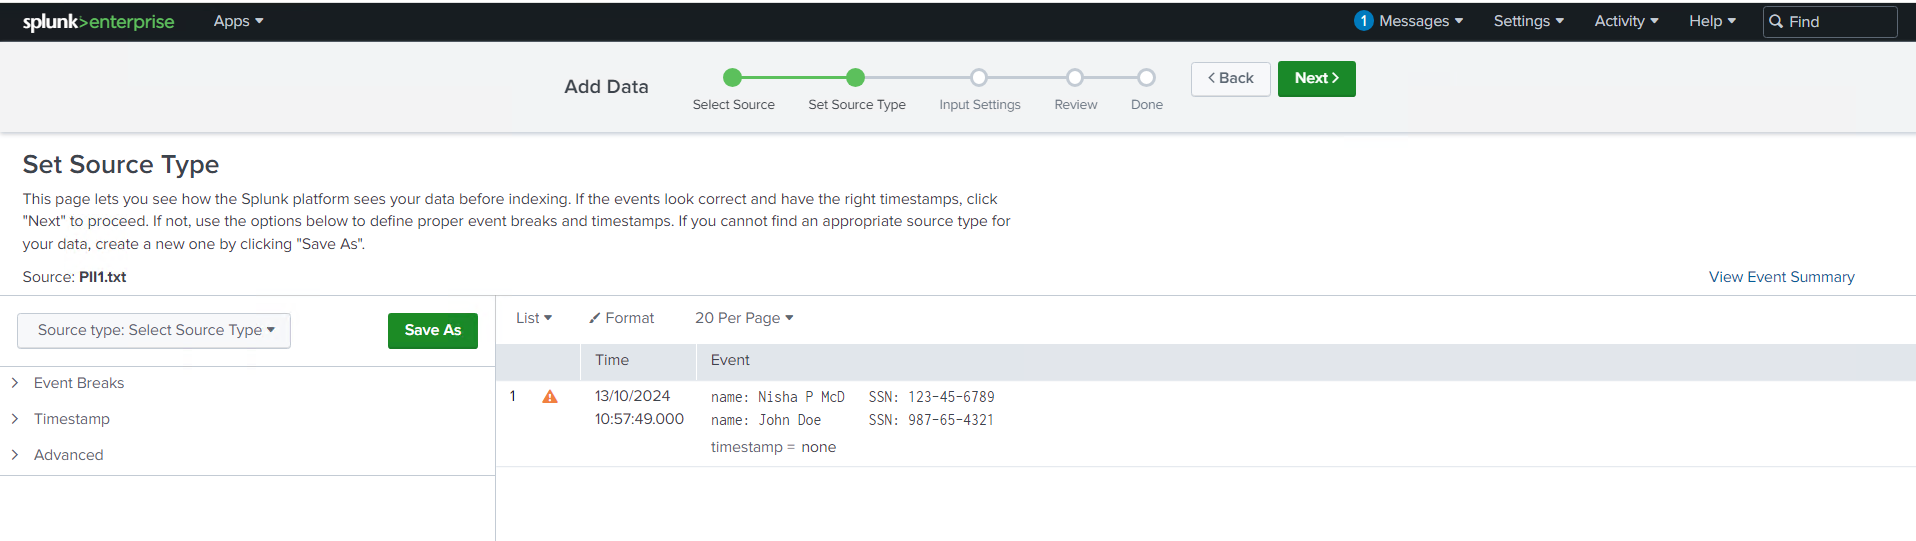 splunk>enterprise Apps 1 Messages Settings Activity Help Find
Add Data
Select Source Set Source Type Input Settings Review Done
< Back Next >
Set Source Type
This page lets you see how the Splunk platform sees your data before indexing. If the events look correct and have the right timestamps, click
"Next" to proceed. If not, use the options below to define proper event breaks and timestamps. If you cannot find an appropriate source type for
your data, create a new one by clicking "Save As".
Source: PII1.txt
View Event Summary
Source type: Select Source Type
Save As
Event Breaks
Timestamp
Advanced
List Format 20 Per Page
Time Event
1 13/10/2024 name: Nisha P McD SSN: 123-45-6789
10:57:49.000 name: John Doe SSN: 987-65-4321
timestamp = none